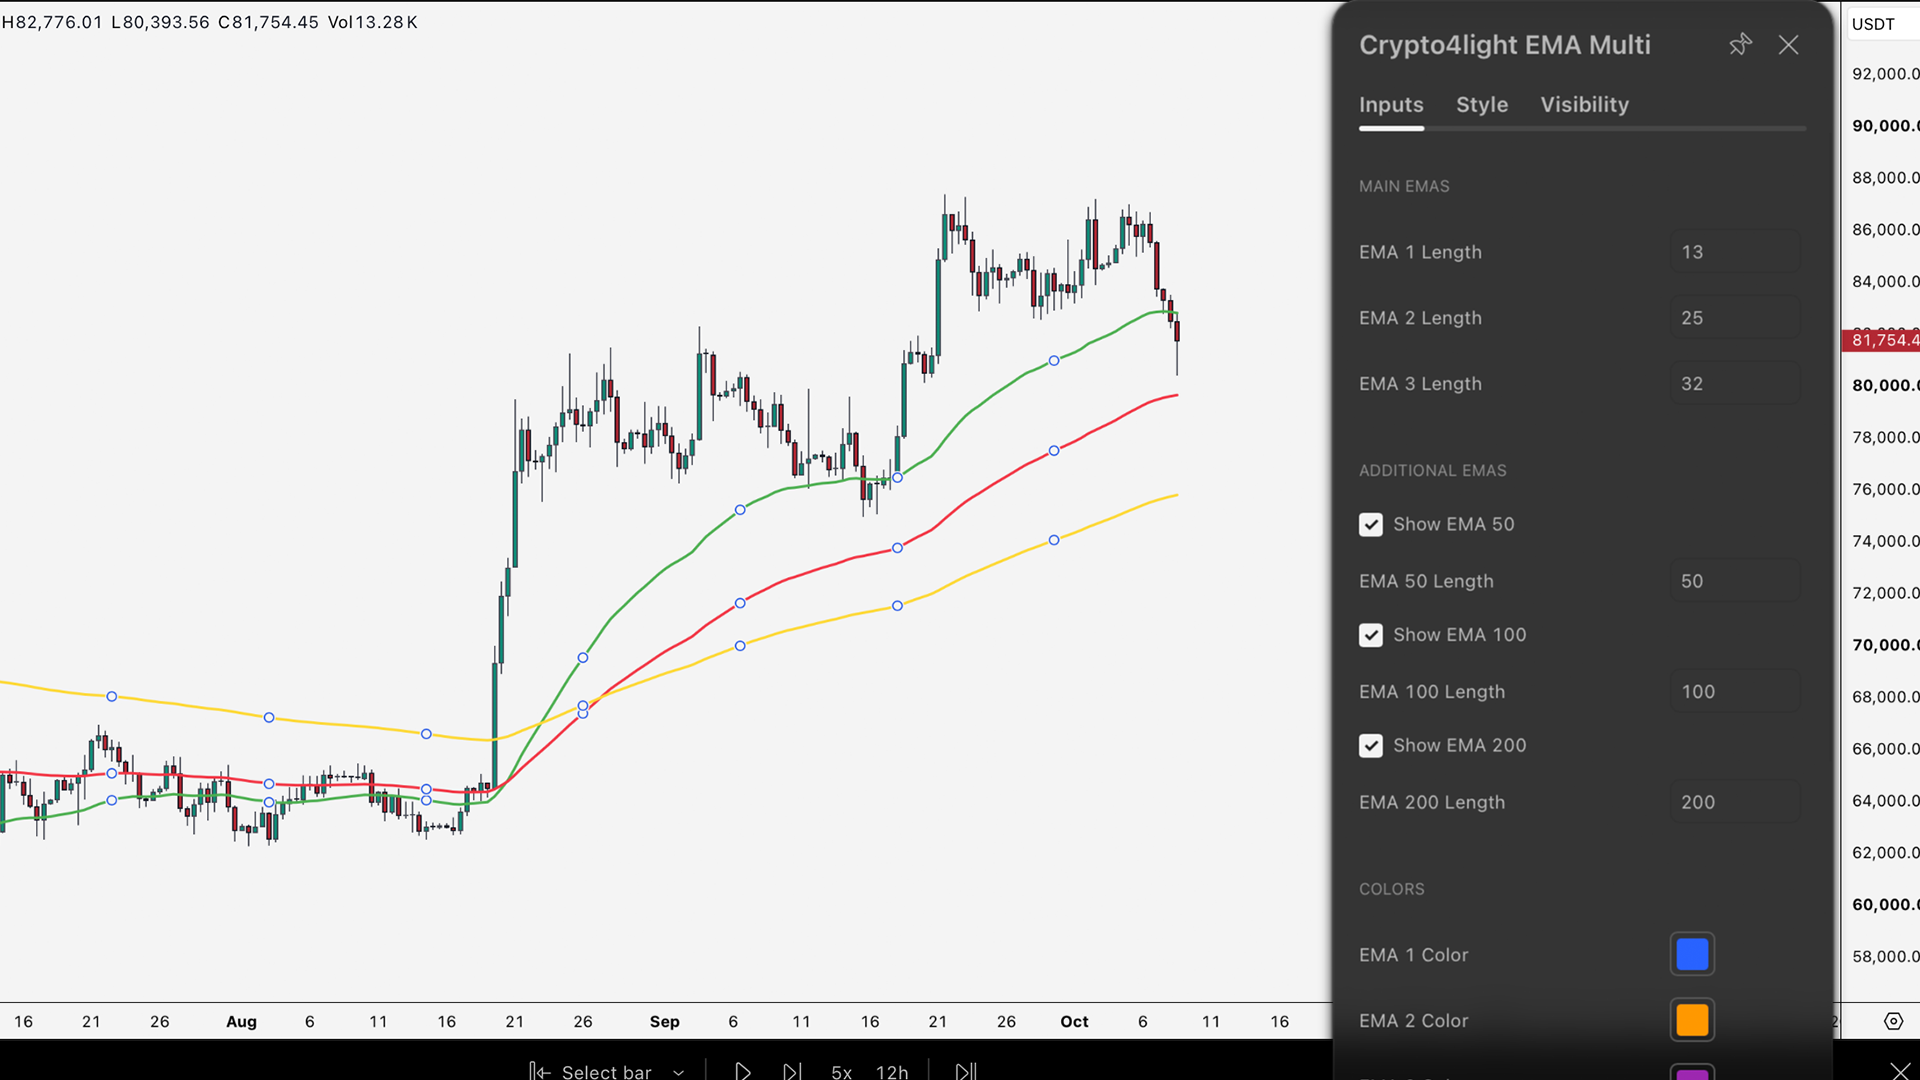 H82,776.01 L80,393.56 C81,754.45 Vol13.28K
USDT
92,000.0
90,000.0
88,000.0
86,000.0
84,000.0
81,754.4
80,000.0
78,000.0
76,000.0
74,000.0
72,000.0
70,000.0
68,000.0
66,000.0
64,000.0
62,000.0
60,000.0
58,000.0
Crypto4light EMA Multi
Inputs Style Visibility
MAIN EMAS
EMA 1 Length 13
EMA 2 Length 25
EMA 3 Length 32
ADDITIONAL EMAS
Show EMA 50
EMA 50 Length 50
Show EMA 100
EMA 100 Length 100
Show EMA 200
EMA 200 Length 200
COLORS
EMA 1 Color
EMA 2 Color
16 21 26 Aug 6 11 16 21 26 Sep 6 11 16 21 26 Oct 6 11 16
Select bar 5x 12h